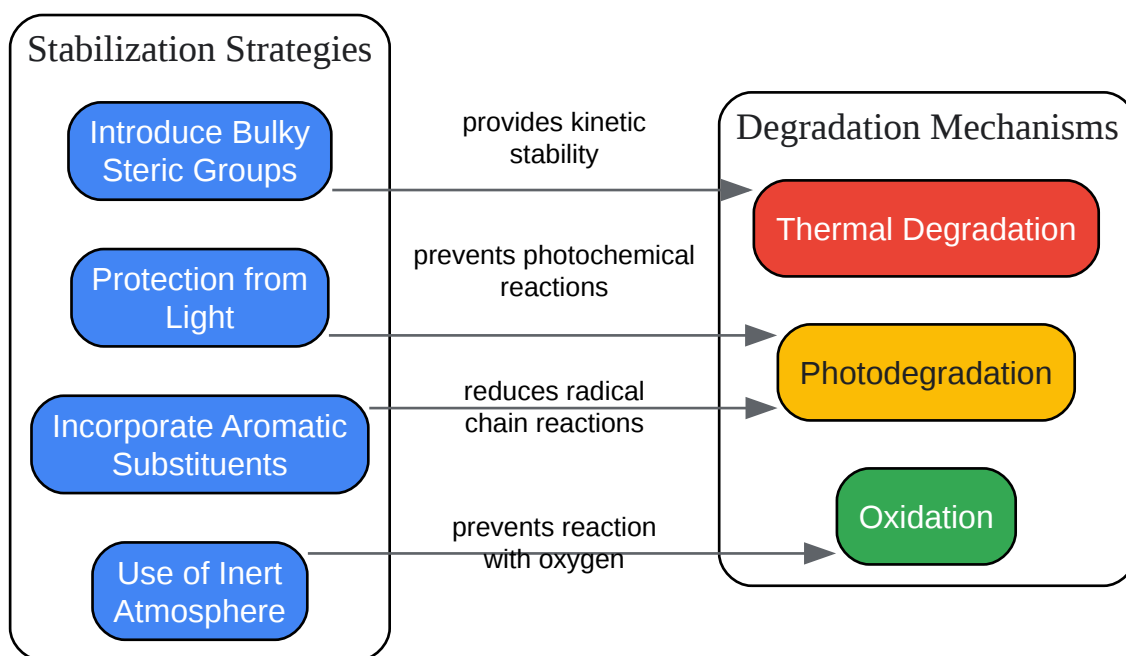 Stabilization Strategies
Introduce Bulky
Steric Groups
Protection from
Light
Incorporate Aromatic
Substituents
Use of Inert
Atmosphere
provides kinetic
stability
prevents photochemical
reactions
reduces radical
chain reactions
prevents reaction
with oxygen
Degradation Mechanisms
Thermal Degradation
Photodegradation
Oxidation